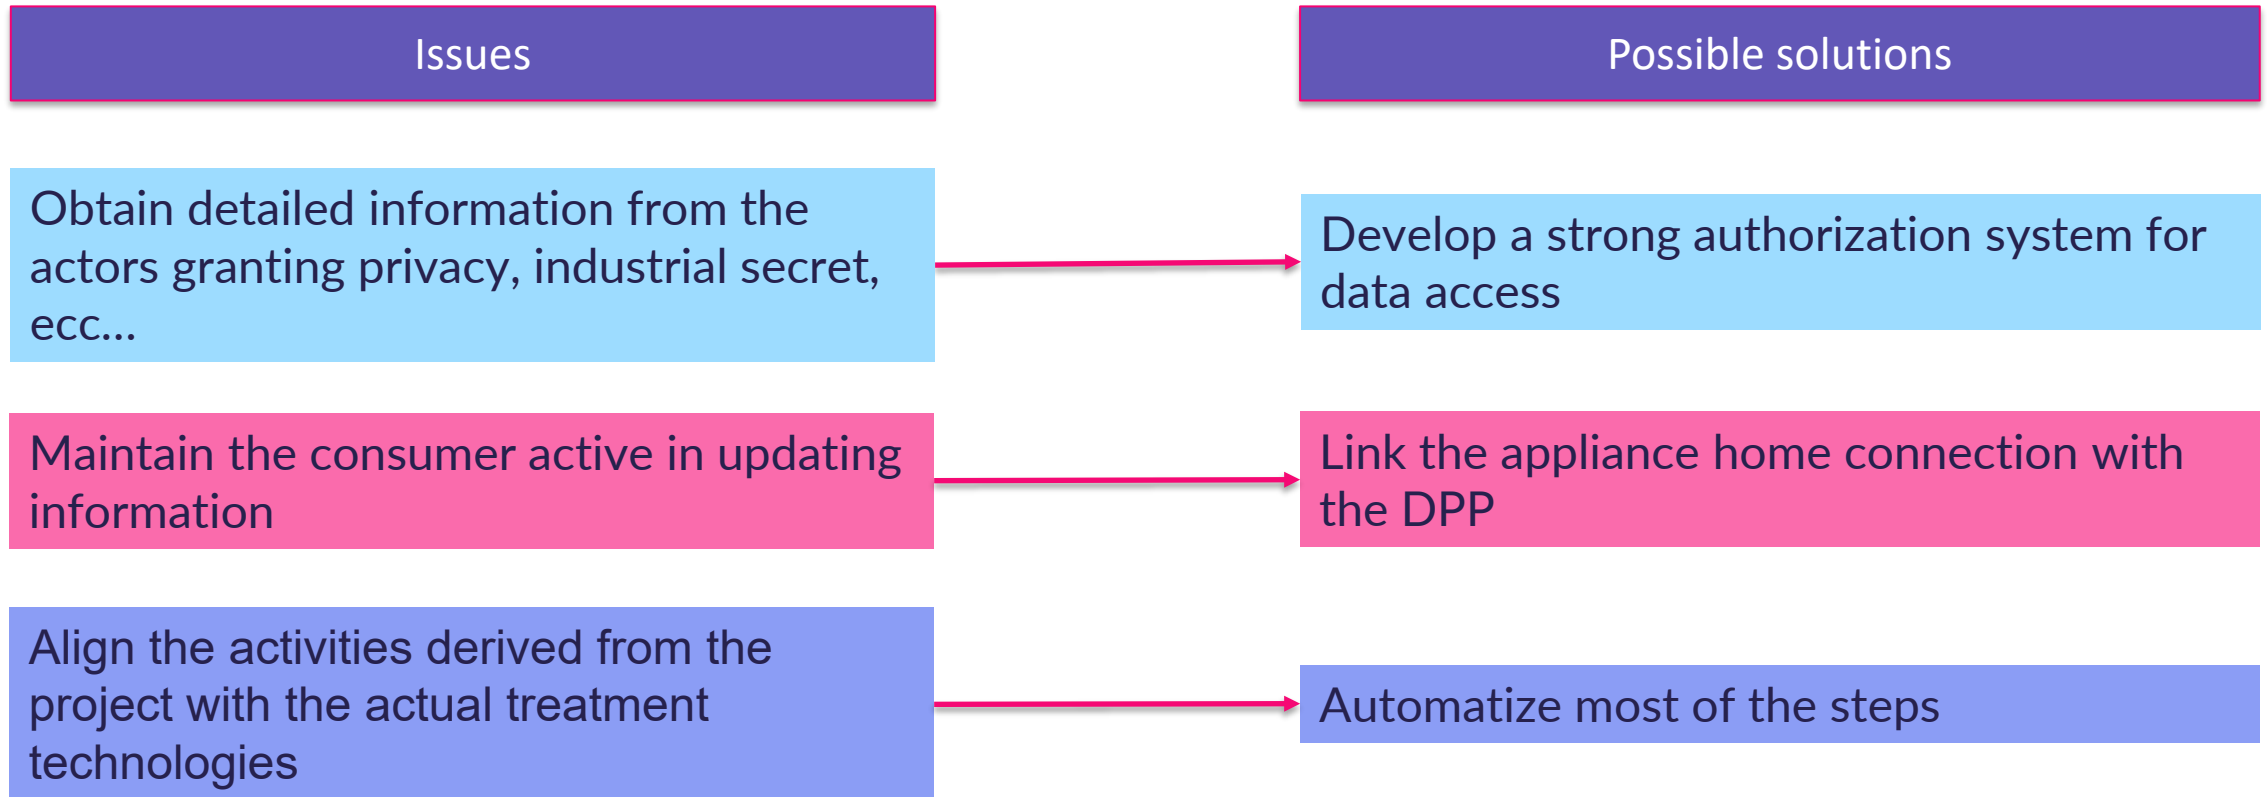 Issues
Possible solutions
Obtain detailed information from the
actors granting privacy, industrial secret,
ecc...
Develop a strong authorization system for
data access
Maintain the consumer active in updating
information
Link the appliance home connection with
the DPP
Align the activities derived from the
project with the actual treatment
technologies
Automatize most of the steps